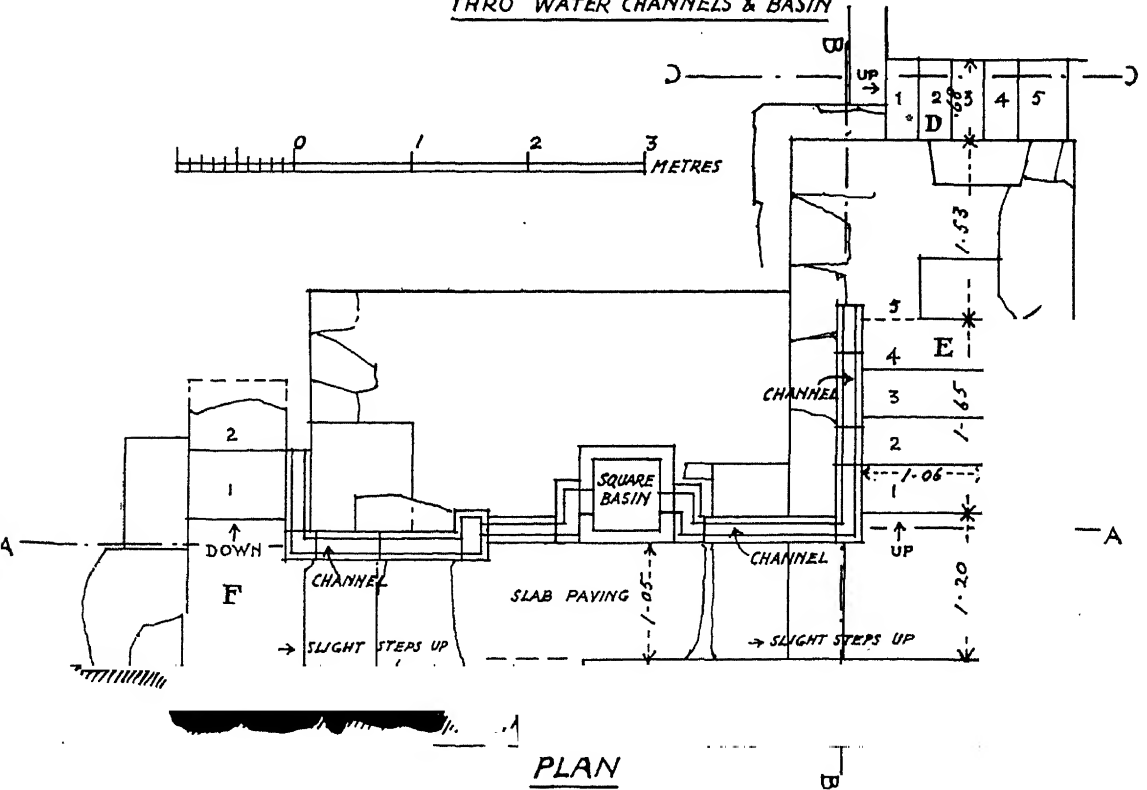 THRO' WATER CHANNELS & BASIN
B
C C
UP
1 2 3 4 5
.68
D
0 1 2 3
METRES
1.53
5
4 E
CHANNEL
3
1.65
2
2
1.06
SQUARE
BASIN
1
1
A A
DOWN
UP
CHANNEL
CHANNEL
F
SLAB PAVING
1.05
1.20
→ SLIGHT STEPS UP
→ SLIGHT STEPS UP
PLAN
B